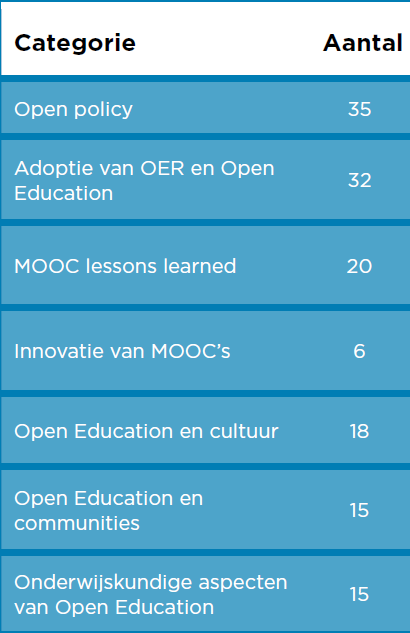 Categorie Aantal
Open policy 35
Adoptie van OER en Open
Education 32
MOOC lessons learned 20
Innovatie van MOOC's 6
Open Education en cultuur 18
Open Education en
communities 15
Onderwijskundige aspecten
van Open Education 15